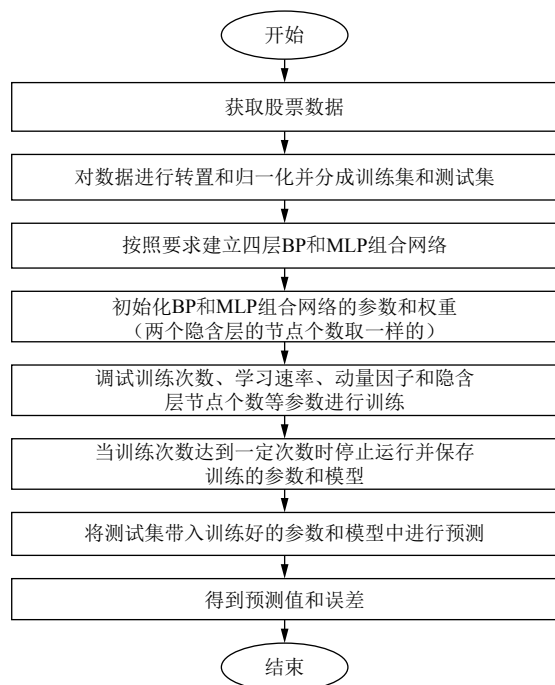 开始
获取股票数据
对数据进行转置和归一化并分成训练集和测试集
按照要求建立四层BP和MLP组合网络
初始化BP和MLP组合网络的参数和权重
（两个隐含层的节点个数取一样的）
调试训练次数、学习速率、动量因子和隐含
层节点个数等参数进行训练
当训练次数达到一定次数时停止运行并保存
训练的参数和模型
将测试集带入训练好的参数和模型中进行预测
得到预测值和误差
结束